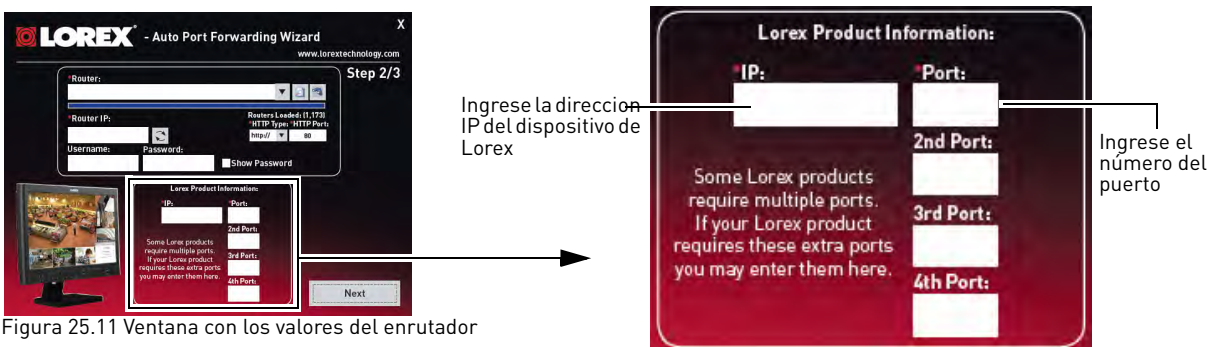 LOREX - Auto Port Forwarding Wizard
X
www.lorextechnology.com
Step 2/3
*Router:
*Router IP:
Routers Loaded: (1,173)
*HTTP Type: *HTTP Port:
http://
80
Username:
Password:
Show Password
Lorex Product Information:
*IP:
*Port:
2nd Port:
Some Lorex products
require multiple ports.
If your Lorex product
requires these extra ports
you may enter them here.
3rd Port:
4th Port:
Next
Figura 25.11 Ventana con los valores del enrutador
Ingrese la direccion
IP del dispositivo de
Lorex
Lorex Product Information:
*IP:
*Port:
2nd Port:
Some Lorex products
require multiple ports.
If your Lorex product
requires these extra ports
you may enter them here.
3rd Port:
4th Port:
Ingrese el
número del
puerto